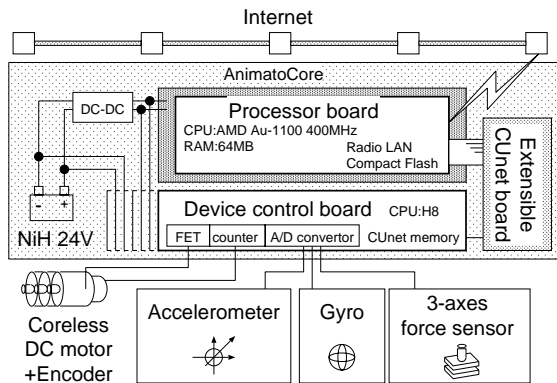 Internet
AnimatoCore
DC-DC
Processor board
CPU:AMD Au-1100 400MHz
RAM:64MB
Radio LAN
Compact Flash
Extensible
CUnet board
- +
NiH 24V
Device control board
CPU:H8
FET
counter
A/D convertor
CUnet memory
Coreless
DC motor
+Encoder
Accelerometer
Gyro
3-axes
force sensor